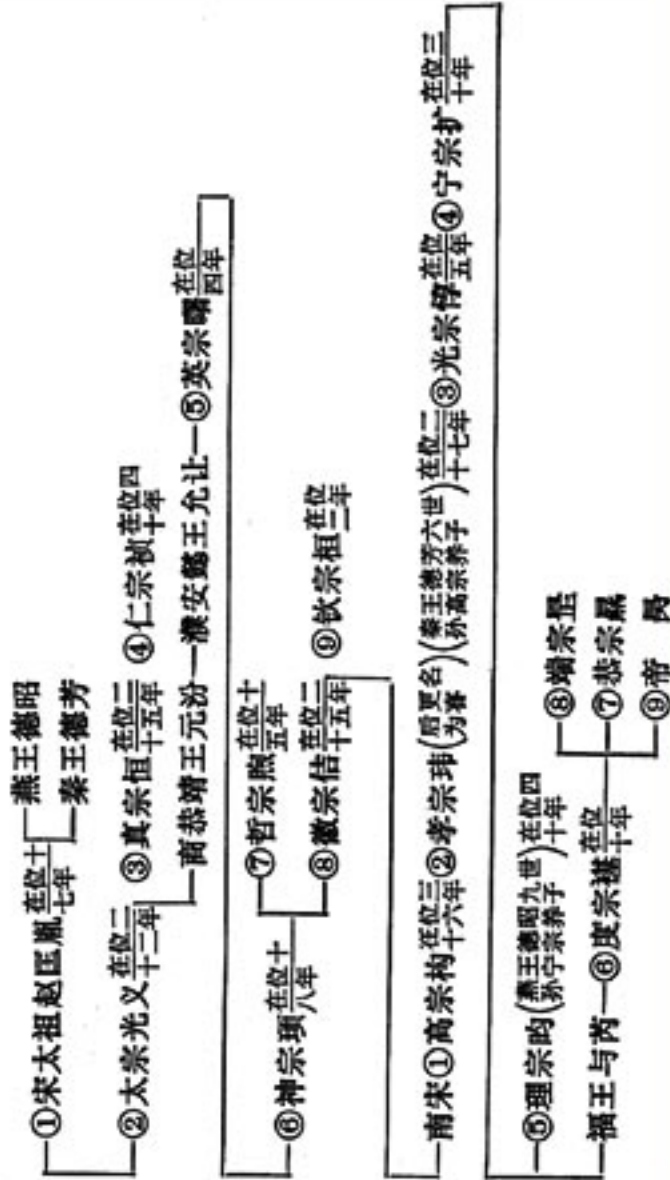 ①宋太祖赵匡胤 在位十七年
燕王德昭
秦王德芳
②太宗光义 在位二十二年
③真宗恒 在位二十五年
④仁宗祯 在位四十年
商恭靖王元汾—濮安懿王允让—⑤英宗曙 在位四年
⑥神宗顼 在位十八年
⑦哲宗煦 在位十五年
⑧徽宗佶 在位二十五年
⑨钦宗桓 在位二年
南宋①高宗构 在位三十六年
②孝宗玮(后更名为昚)(秦王德芳六世孙高宗养子)在位二十七年
③光宗惇 在位五年
④宁宗扩 在位三十年
⑤理宗昀(燕王德昭九世孙宁宗养子)在位四十年
福王与芮—⑥度宗禥 在位十年
⑧端宗昰
⑦恭宗㬎
⑨帝 昺